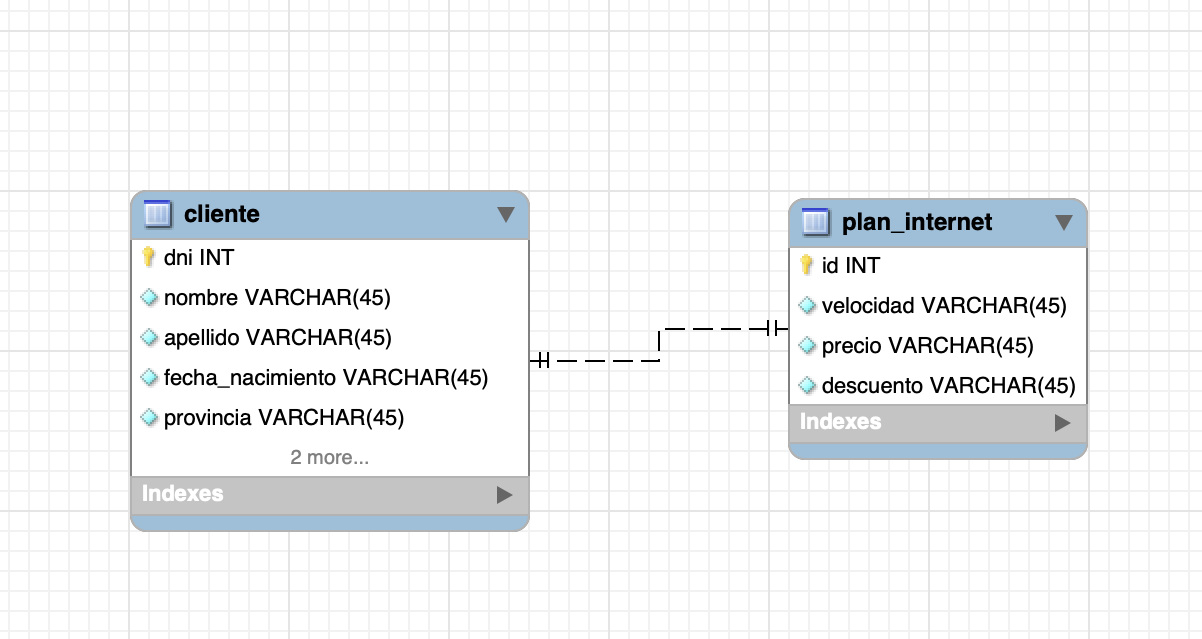 cliente
dni INT
nombre VARCHAR(45)
apellido VARCHAR(45)
fecha_nacimiento VARCHAR(45)
provincia VARCHAR(45)
2 more...
Indexes
plan_internet
id INT
velocidad VARCHAR(45)
precio VARCHAR(45)
descuento VARCHAR(45)
Indexes